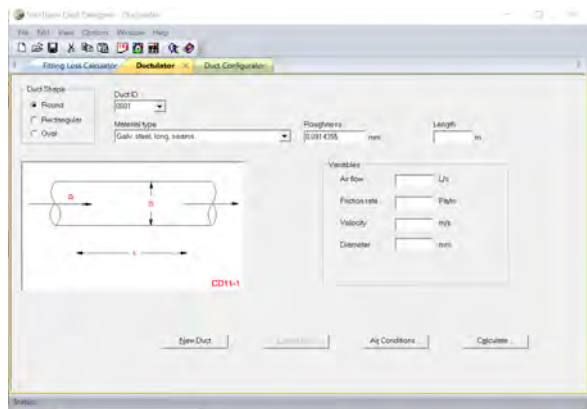 VariTrane Duct Designer - Ductulator
File Edit View Options Window Help
Fitting Loss Calculator Ductulator × Duct Configurator
Duct Shape
Round
Rectangular
Oval
Duct ID
0001
Material type
Galv. steel, long. seams
Roughness
0.0914395 mm
Length
m
Variables
Air flow L/s
Friction rate Pa/m
Velocity m/s
Diameter mm
Q
D
L
CD11-1
New Duct
Air Conditions...
Calculate
Status: